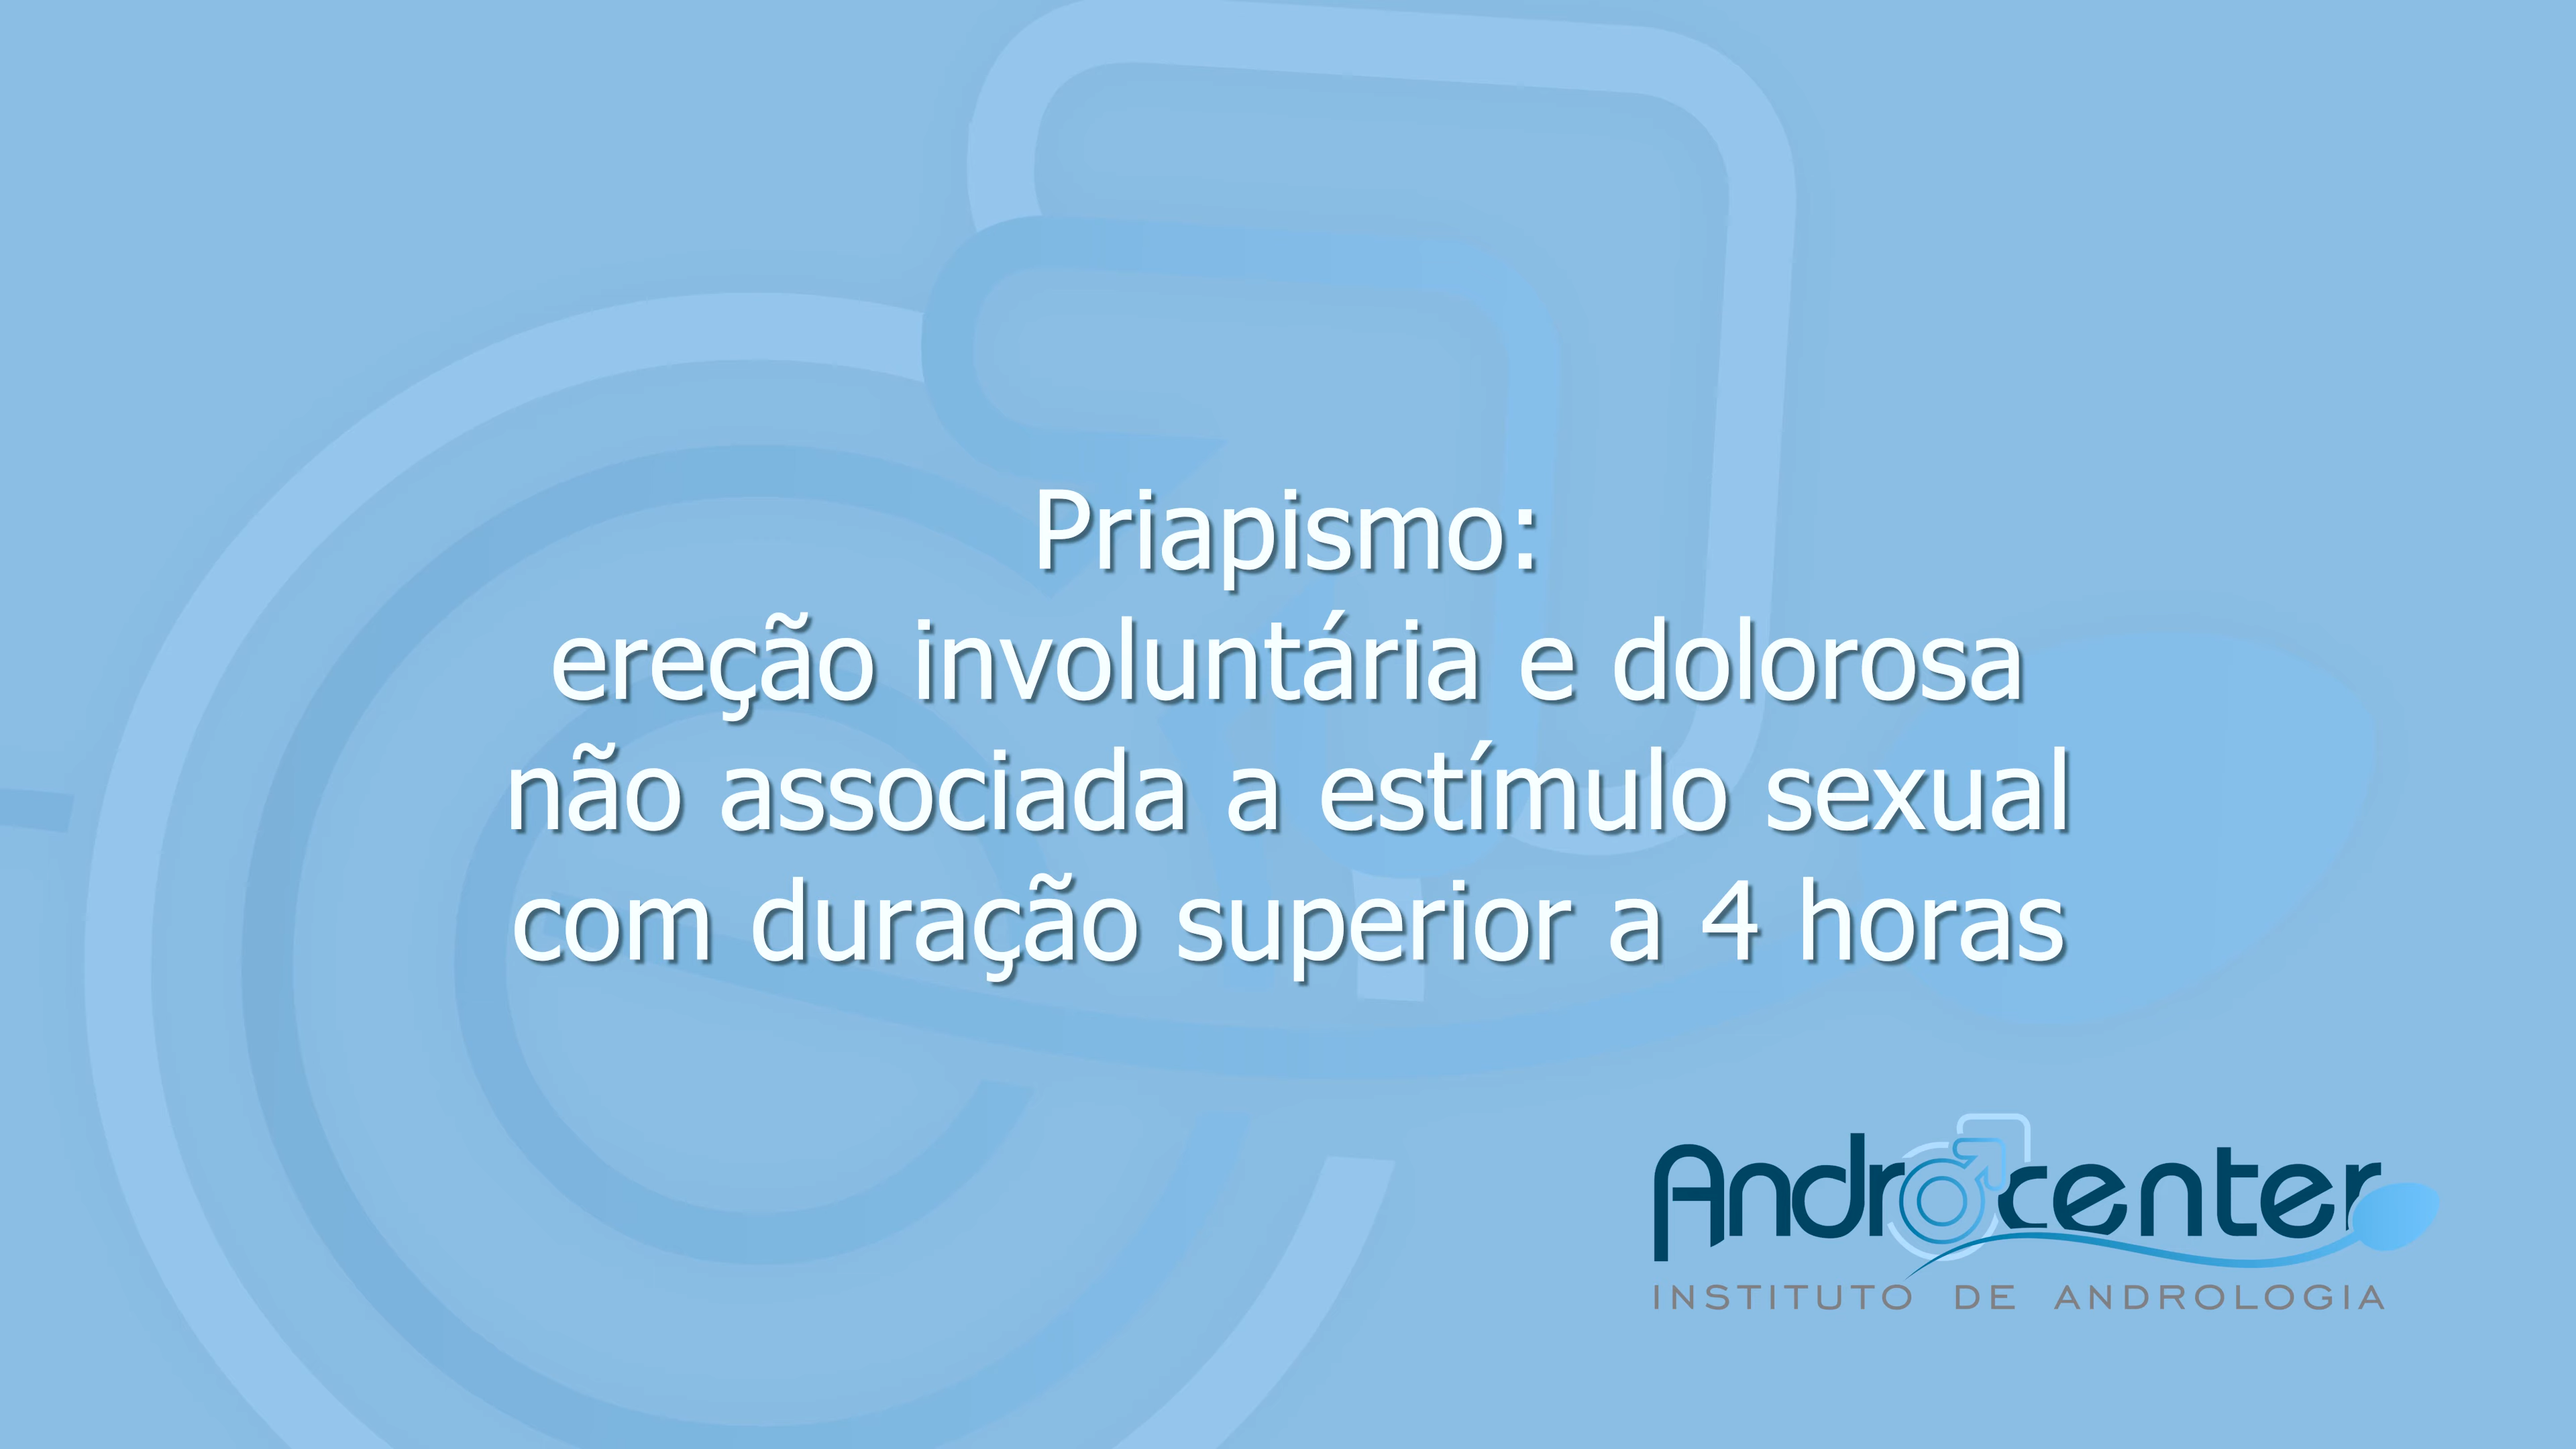 Priapismo:
ereção involuntária e dolorosa
não associada a estímulo sexual
com duração superior a 4 horas
Androcenter
INSTITUTO DE ANDROLOGIA